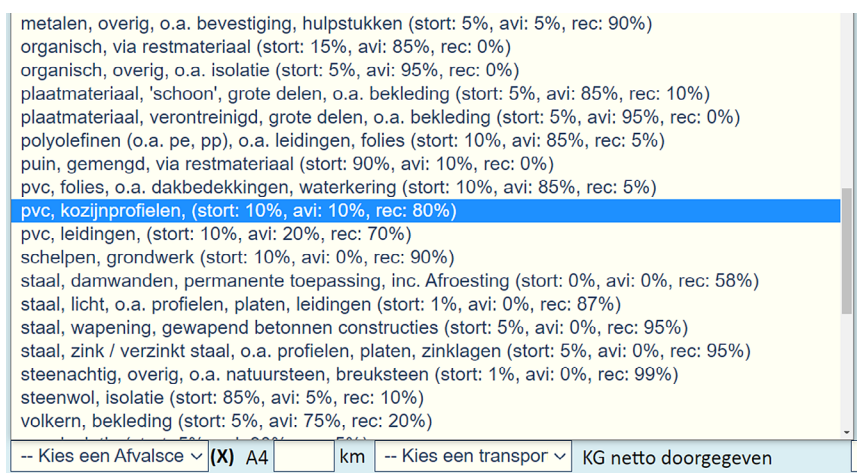 metalen, overig, o.a. bevestiging, hulpstukken (stort: 5%, avi: 5%, rec: 90%)
organisch, via restmateriaal (stort: 15%, avi: 85%, rec: 0%)
organisch, overig, o.a. isolatie (stort: 5%, avi: 95%, rec: 0%)
plaatmateriaal, 'schoon', grote delen, o.a. bekleding (stort: 5%, avi: 85%, rec: 10%)
plaatmateriaal, verontreinigd, grote delen, o.a. bekleding (stort: 5%, avi: 95%, rec: 0%)
polyolefinen (o.a. pe, pp), o.a. leidingen, folies (stort: 10%, avi: 85%, rec: 5%)
puin, gemengd, via restmateriaal (stort: 90%, avi: 10%, rec: 0%)
pvc, folies, o.a. dakbedekkingen, waterkering (stort: 10%, avi: 85%, rec: 5%)
pvc, kozijnprofielen, (stort: 10%, avi: 10%, rec: 80%)
pvc, leidingen, (stort: 10%, avi: 20%, rec: 70%)
schelpen, grondwerk (stort: 10%, avi: 0%, rec: 90%)
staal, damwanden, permanente toepassing, inc. Afroesting (stort: 0%, avi: 0%, rec: 58%)
staal, licht, o.a. profielen, platen, leidingen (stort: 1%, avi: 0%, rec: 87%)
staal, wapening, gewapend betonnen constructies (stort: 5%, avi: 0%, rec: 95%)
staal, zink / verzinkt staal, o.a. profielen, platen, zinklagen (stort: 5%, avi: 0%, rec: 95%)
steenachtig, overig, o.a. natuursteen, breuksteen (stort: 1%, avi: 0%, rec: 99%)
steenwol, isolatie (stort: 85%, avi: 5%, rec: 10%)
volkern, bekleding (stort: 5%, avi: 75%, rec: 20%)
-- Kies een Afvalsce (X) A4 km -- Kies een transpor KG netto doorgegeven